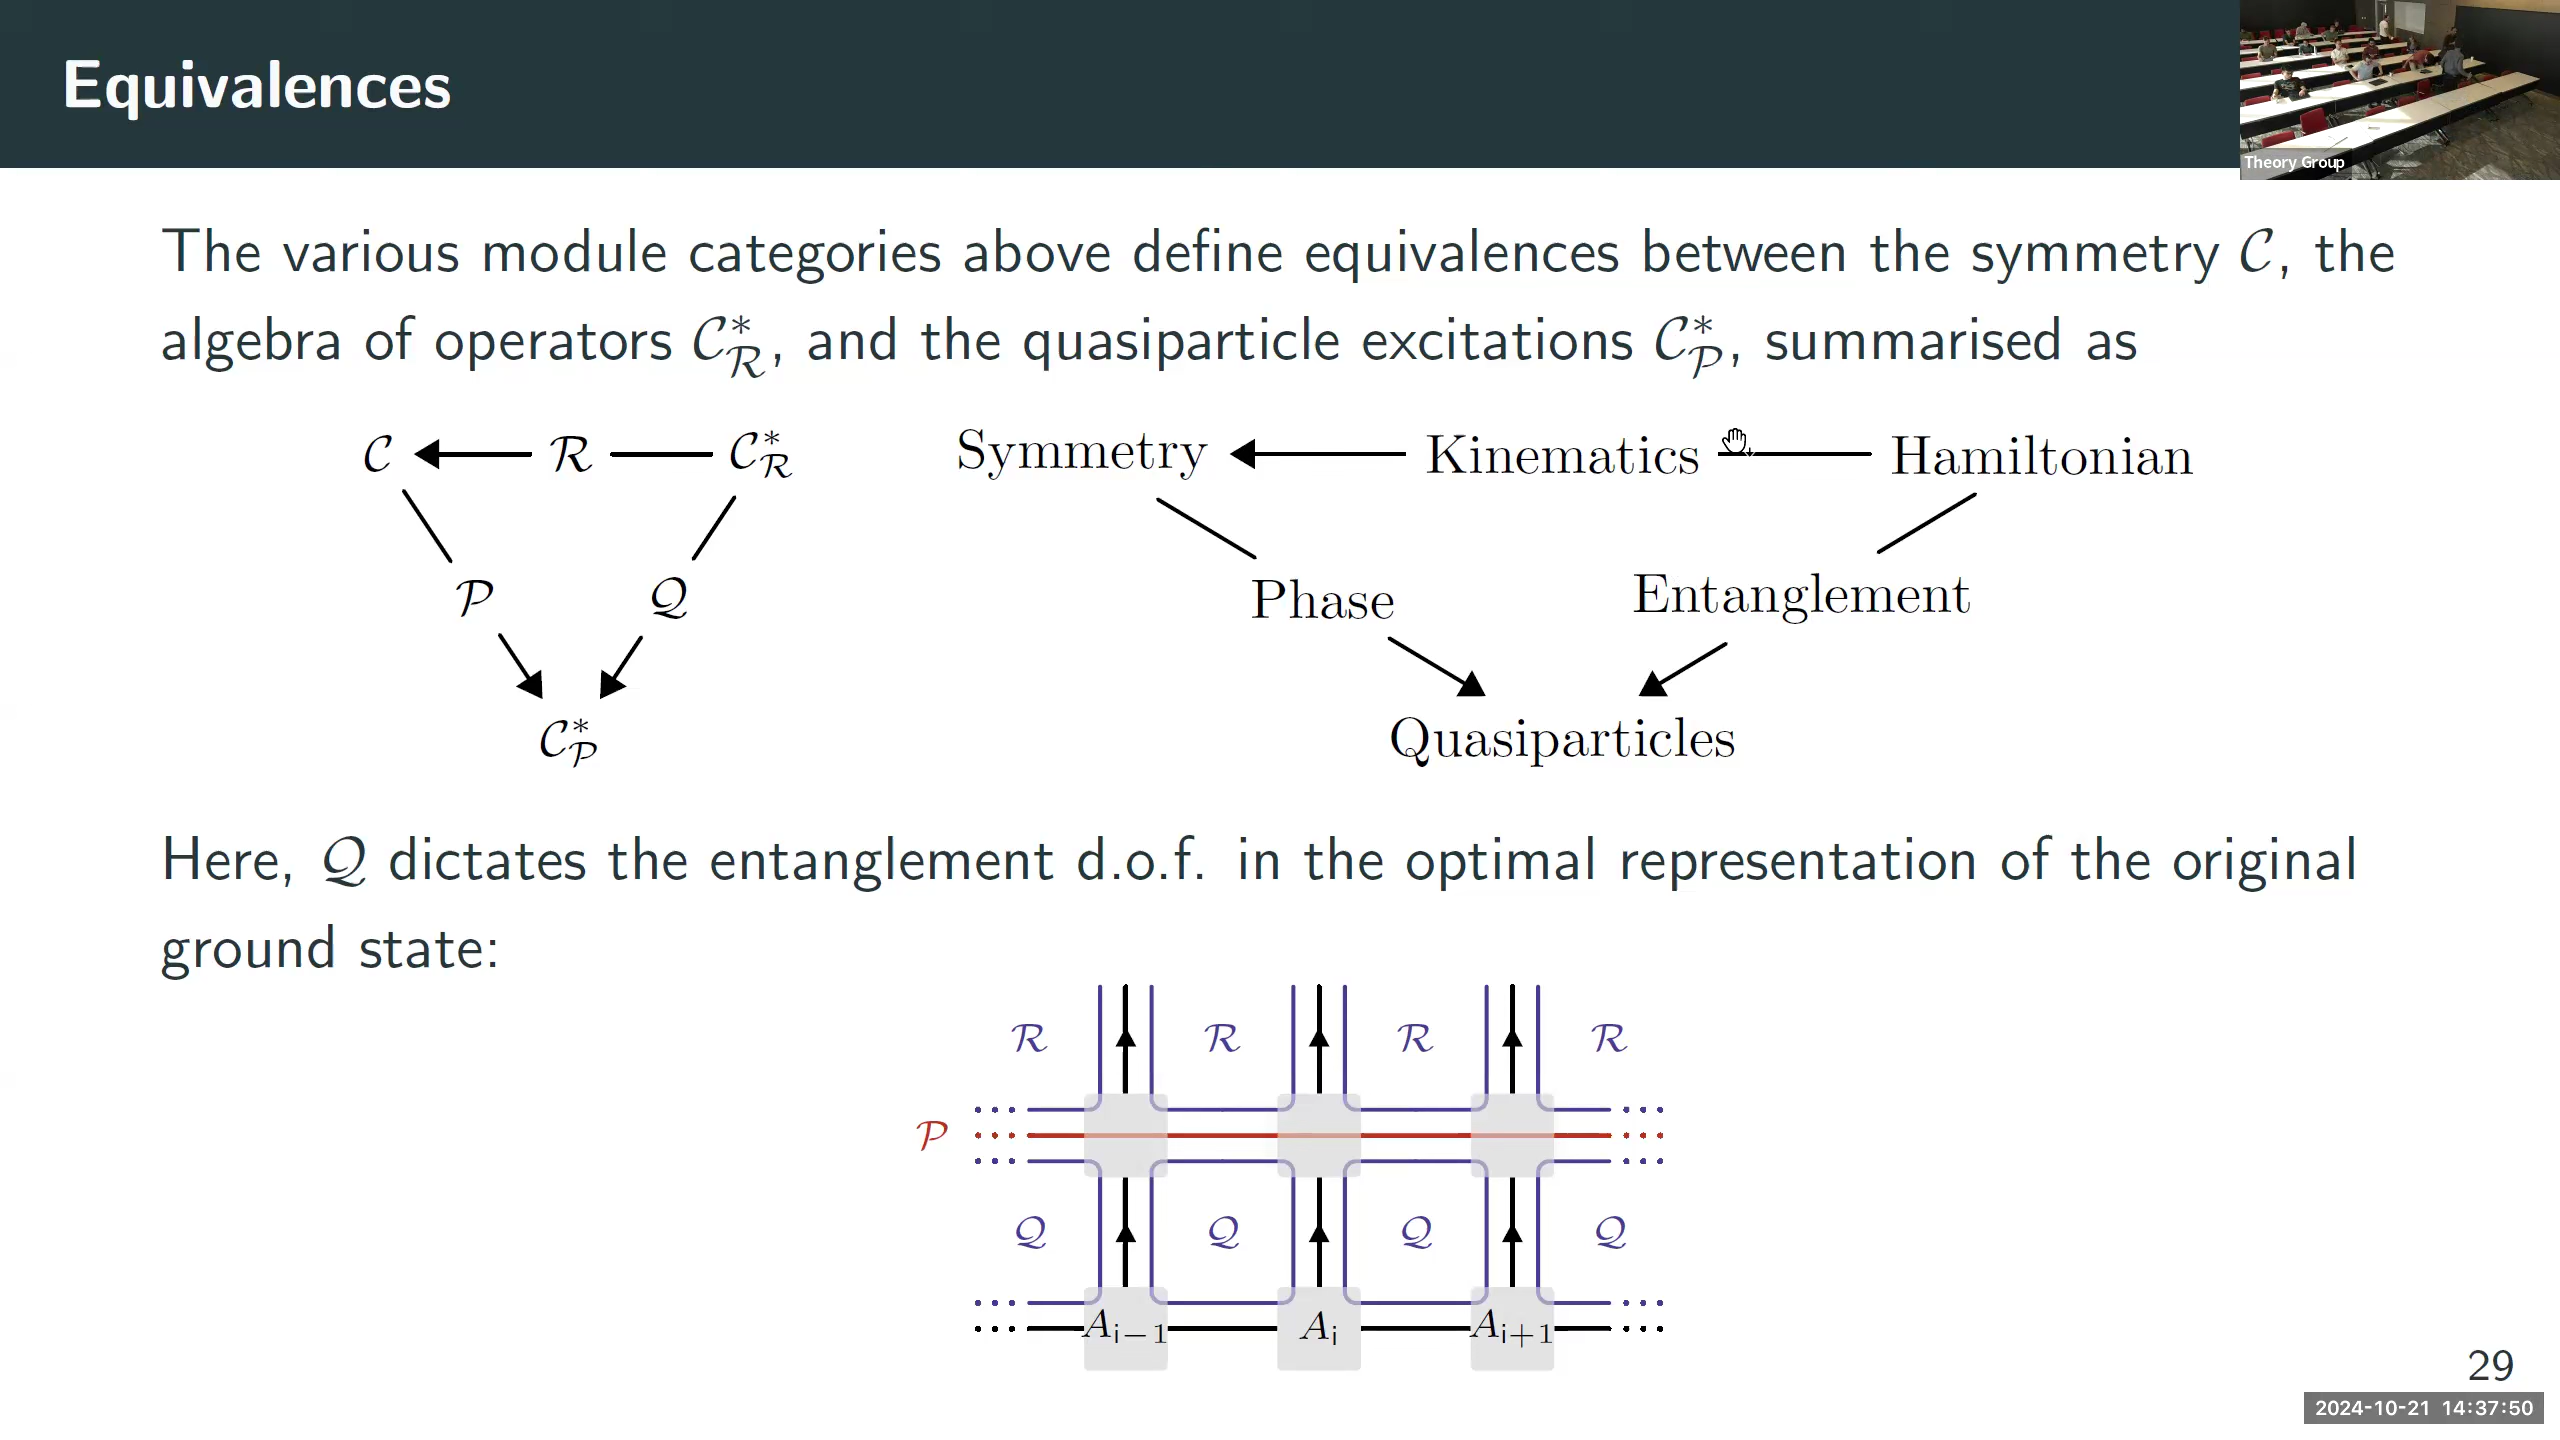 Equivalences
Theory Group
The various module categories above define equivalences between the symmetry 𝒞, the
algebra of operators 𝒞*_ℛ, and the quasiparticle excitations 𝒞*_𝒫, summarised as
𝒞 ℛ 𝒞*_ℛ Symmetry Kinematics Hamiltonian
𝒫 𝒬 Phase Entanglement
𝒞*_𝒫 Quasiparticles
Here, 𝒬 dictates the entanglement d.o.f. in the optimal representation of the original
ground state:
ℛ ℛ ℛ ℛ
𝒫
𝒬 𝒬 𝒬 𝒬
A_{i−1} A_i A_{i+1}
29
2024-10-21 14:37:50